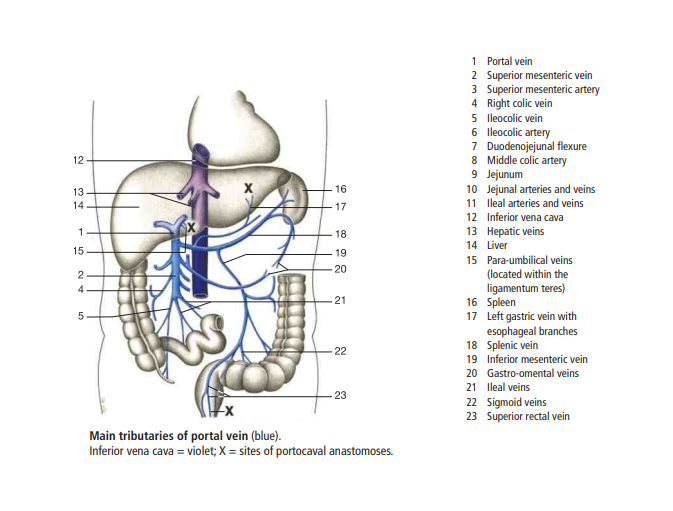 12
13
14
1
15
2
4
5
X
X
X
16
17
18
19
20
21
22
23
Main tributaries of portal vein (blue).
Inferior vena cava = violet; X = sites of portocaval anastomoses.
1 Portal vein
2 Superior mesenteric vein
3 Superior mesenteric artery
4 Right colic vein
5 Ileocolic vein
6 Ileocolic artery
7 Duodenojejunal flexure
8 Middle colic artery
9 Jejunum
10 Jejunal arteries and veins
11 Ileal arteries and veins
12 Inferior vena cava
13 Hepatic veins
14 Liver
15 Para-umbilical veins
(located within the
ligamentum teres)
16 Spleen
17 Left gastric vein with
esophageal branches
18 Splenic vein
19 Inferior mesenteric vein
20 Gastro-omental veins
21 Ileal veins
22 Sigmoid veins
23 Superior rectal vein